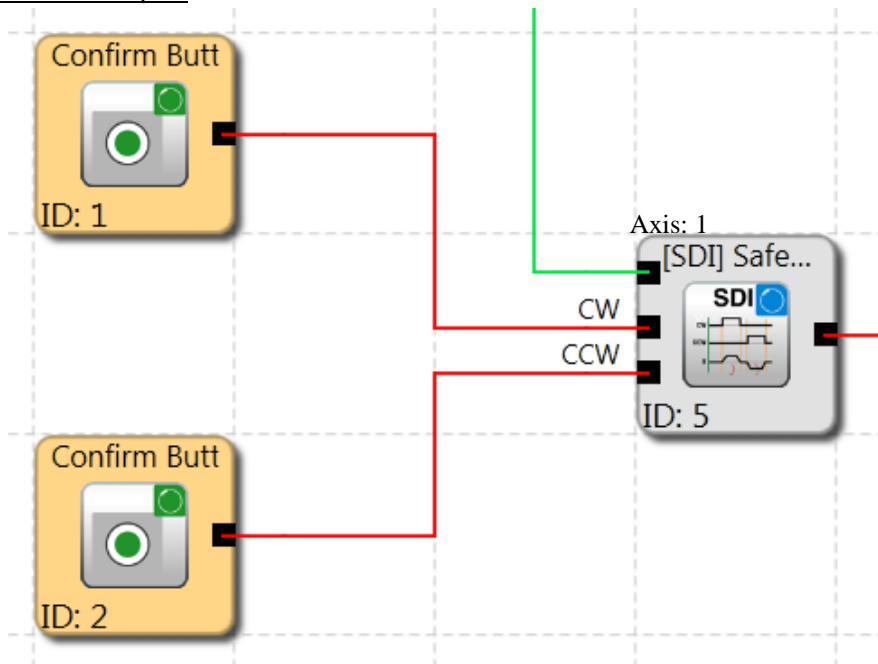 Confirm Butt
ID: 1
Axis: 1
[SDI] Safe...
SDI
CW
CCW
ID: 5
Confirm Butt
ID: 2